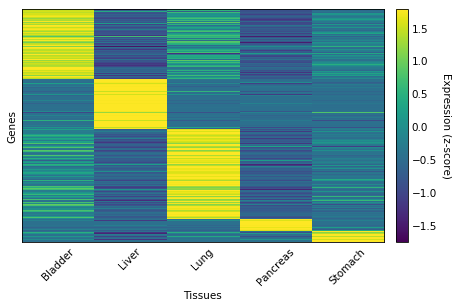 Genes
Bladder
Liver
Lung
Pancreas
Stomach
Tissues
1.5
1.0
0.5
0.0
−0.5
−1.0
−1.5
Expression (z-score)